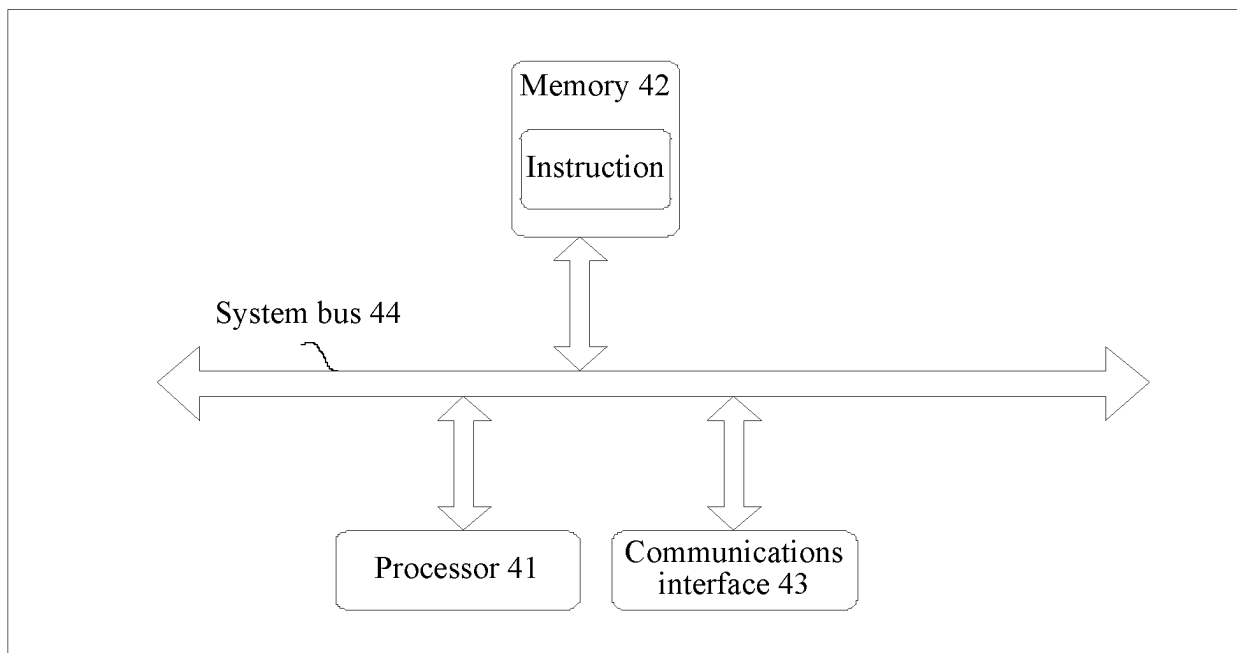 Memory 42
Instruction
System bus 44
Processor 41
Communications
interface 43